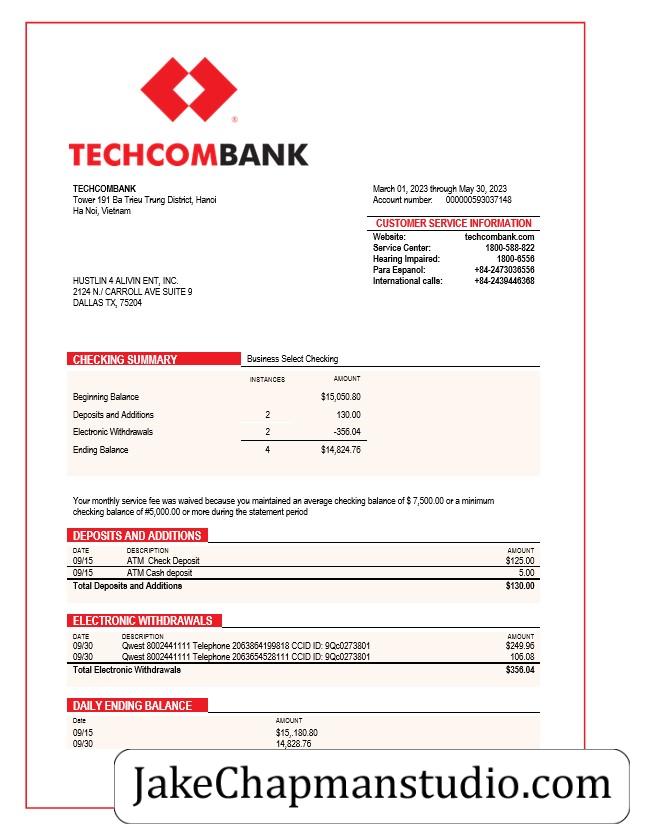 TECHCOMBANK
TECHCOMBANK
Tower 191 Ba Trieu Trung District, Hanoi
Ha Noi, Vietnam
March 01, 2023 through May 30, 2023
Account number: 000000593037148
CUSTOMER SERVICE INFORMATION
Website: techcombank.com
Service Center: 1800-588-822
Hearing Impaired: 1800-6556
Para Espanol: +84-2473036556
International calls: +84-2439446368
HUSTLIN 4 ALIVIN ENT, INC.
2124 N./ CARROLL AVE SUITE 9
DALLAS TX, 75204
CHECKING SUMMARY Business Select Checking
INSTANCES AMOUNT
Beginning Balance $15,050.80
Deposits and Additions 2 130.00
Electronic Withdrawals 2 -356.04
Ending Balance 4 $14,824.76
Your monthly service fee was waived because you maintained an average checking balance of $ 7,500.00 or a minimum
checking balance of #5,000.00 or more during the statement period
DEPOSITS AND ADDITIONS
DATE DESCRIPTION AMOUNT
09/15 ATM Check Deposit $125.00
09/15 ATM Cash deposit 5.00
Total Deposits and Additions $130.00
ELECTRONIC WITHDRAWALS
DATE DESCRIPTION AMOUNT
09/30 Qwest 8002441111 Telephone 2063864199818 CCID ID: 9Qc0273801 $249.96
09/30 Qwest 8002441111 Telephone 2063654528111 CCID ID: 9Qc0273801 106.08
Total Electronic Withdrawals $356.04
DAILY ENDING BALANCE
Date AMOUNT
09/15 $15,.180.80
09/30 14,828.76
JakeChapmanstudio.com